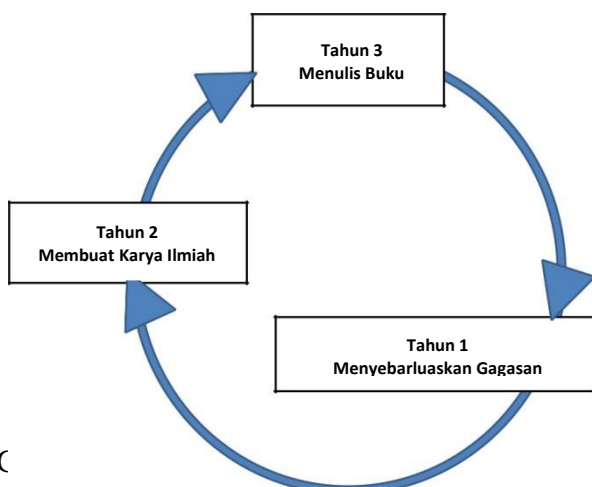 Tahun 3
Menulis Buku
Tahun 2
Membuat Karya Ilmiah
Tahun 1
Menyebarluaskan Gagasan